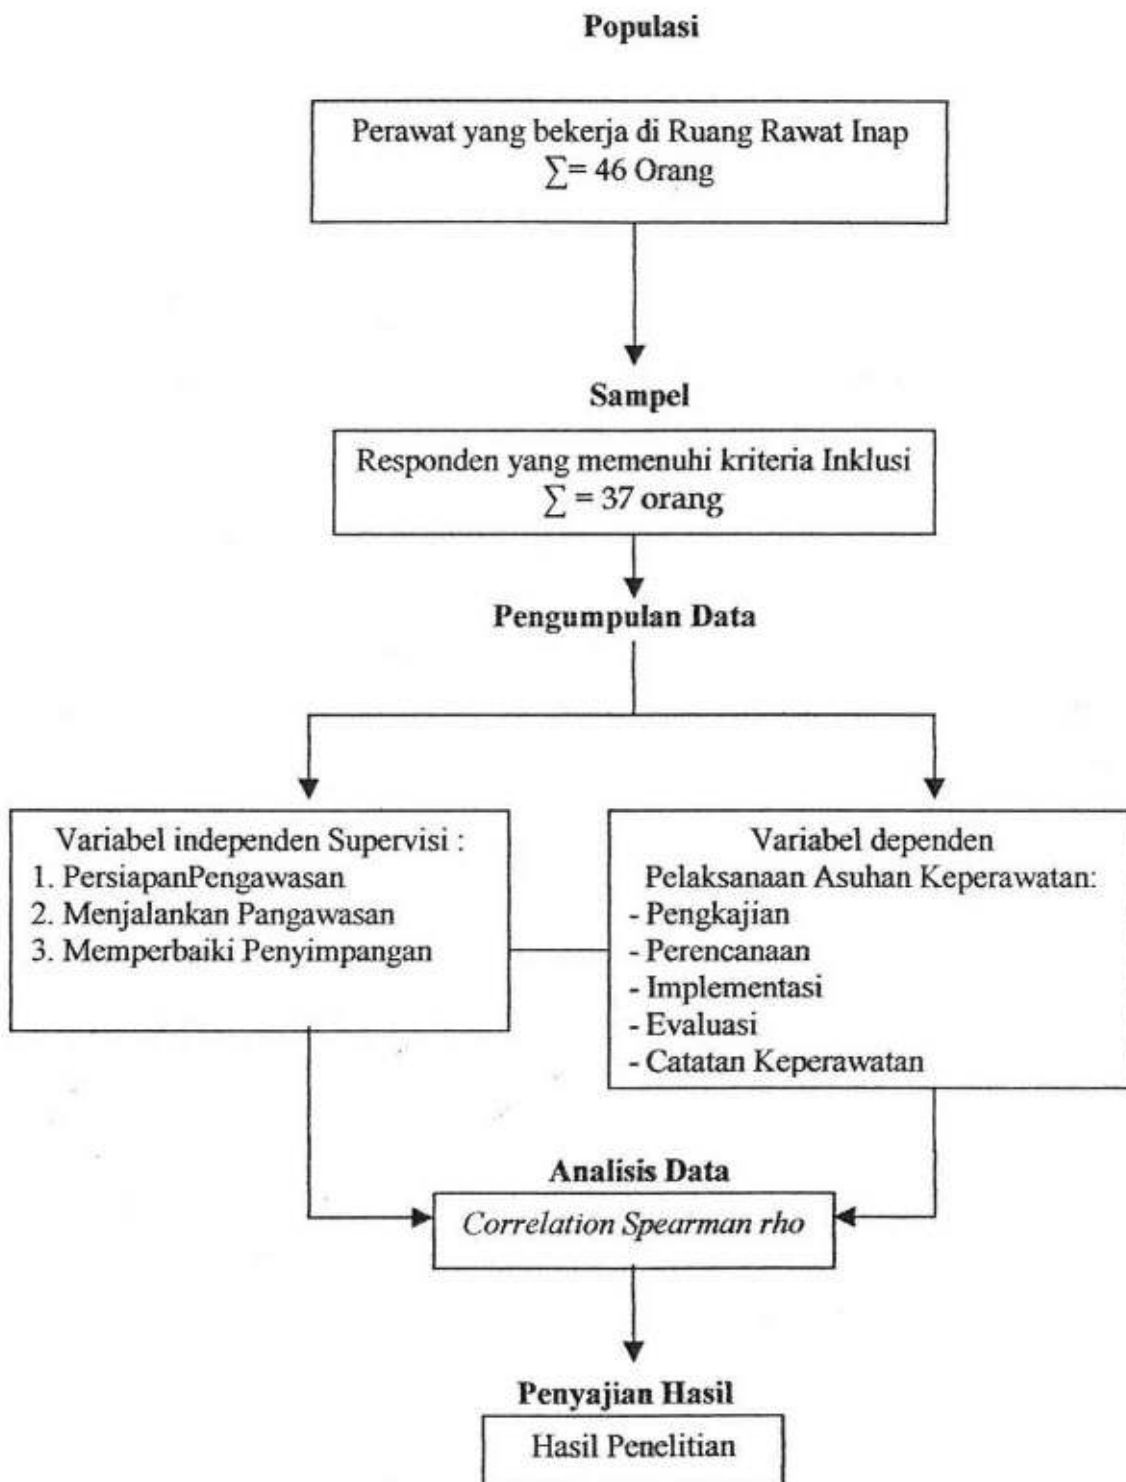 Populasi
Perawat yang bekerja di Ruang Rawat Inap
∑= 46 Orang
Sampel
Responden yang memenuhi kriteria Inklusi
∑ = 37 orang
Pengumpulan Data
Variabel independen Supervisi :
1. PersiapanPengawasan
2. Menjalankan Pangawasan
3. Memperbaiki Penyimpangan
Variabel dependen
Pelaksanaan Asuhan Keperawatan:
- Pengkajian
- Perencanaan
- Implementasi
- Evaluasi
- Catatan Keperawatan
Analisis Data
Correlation Spearman rho
Penyajian Hasil
Hasil Penelitian